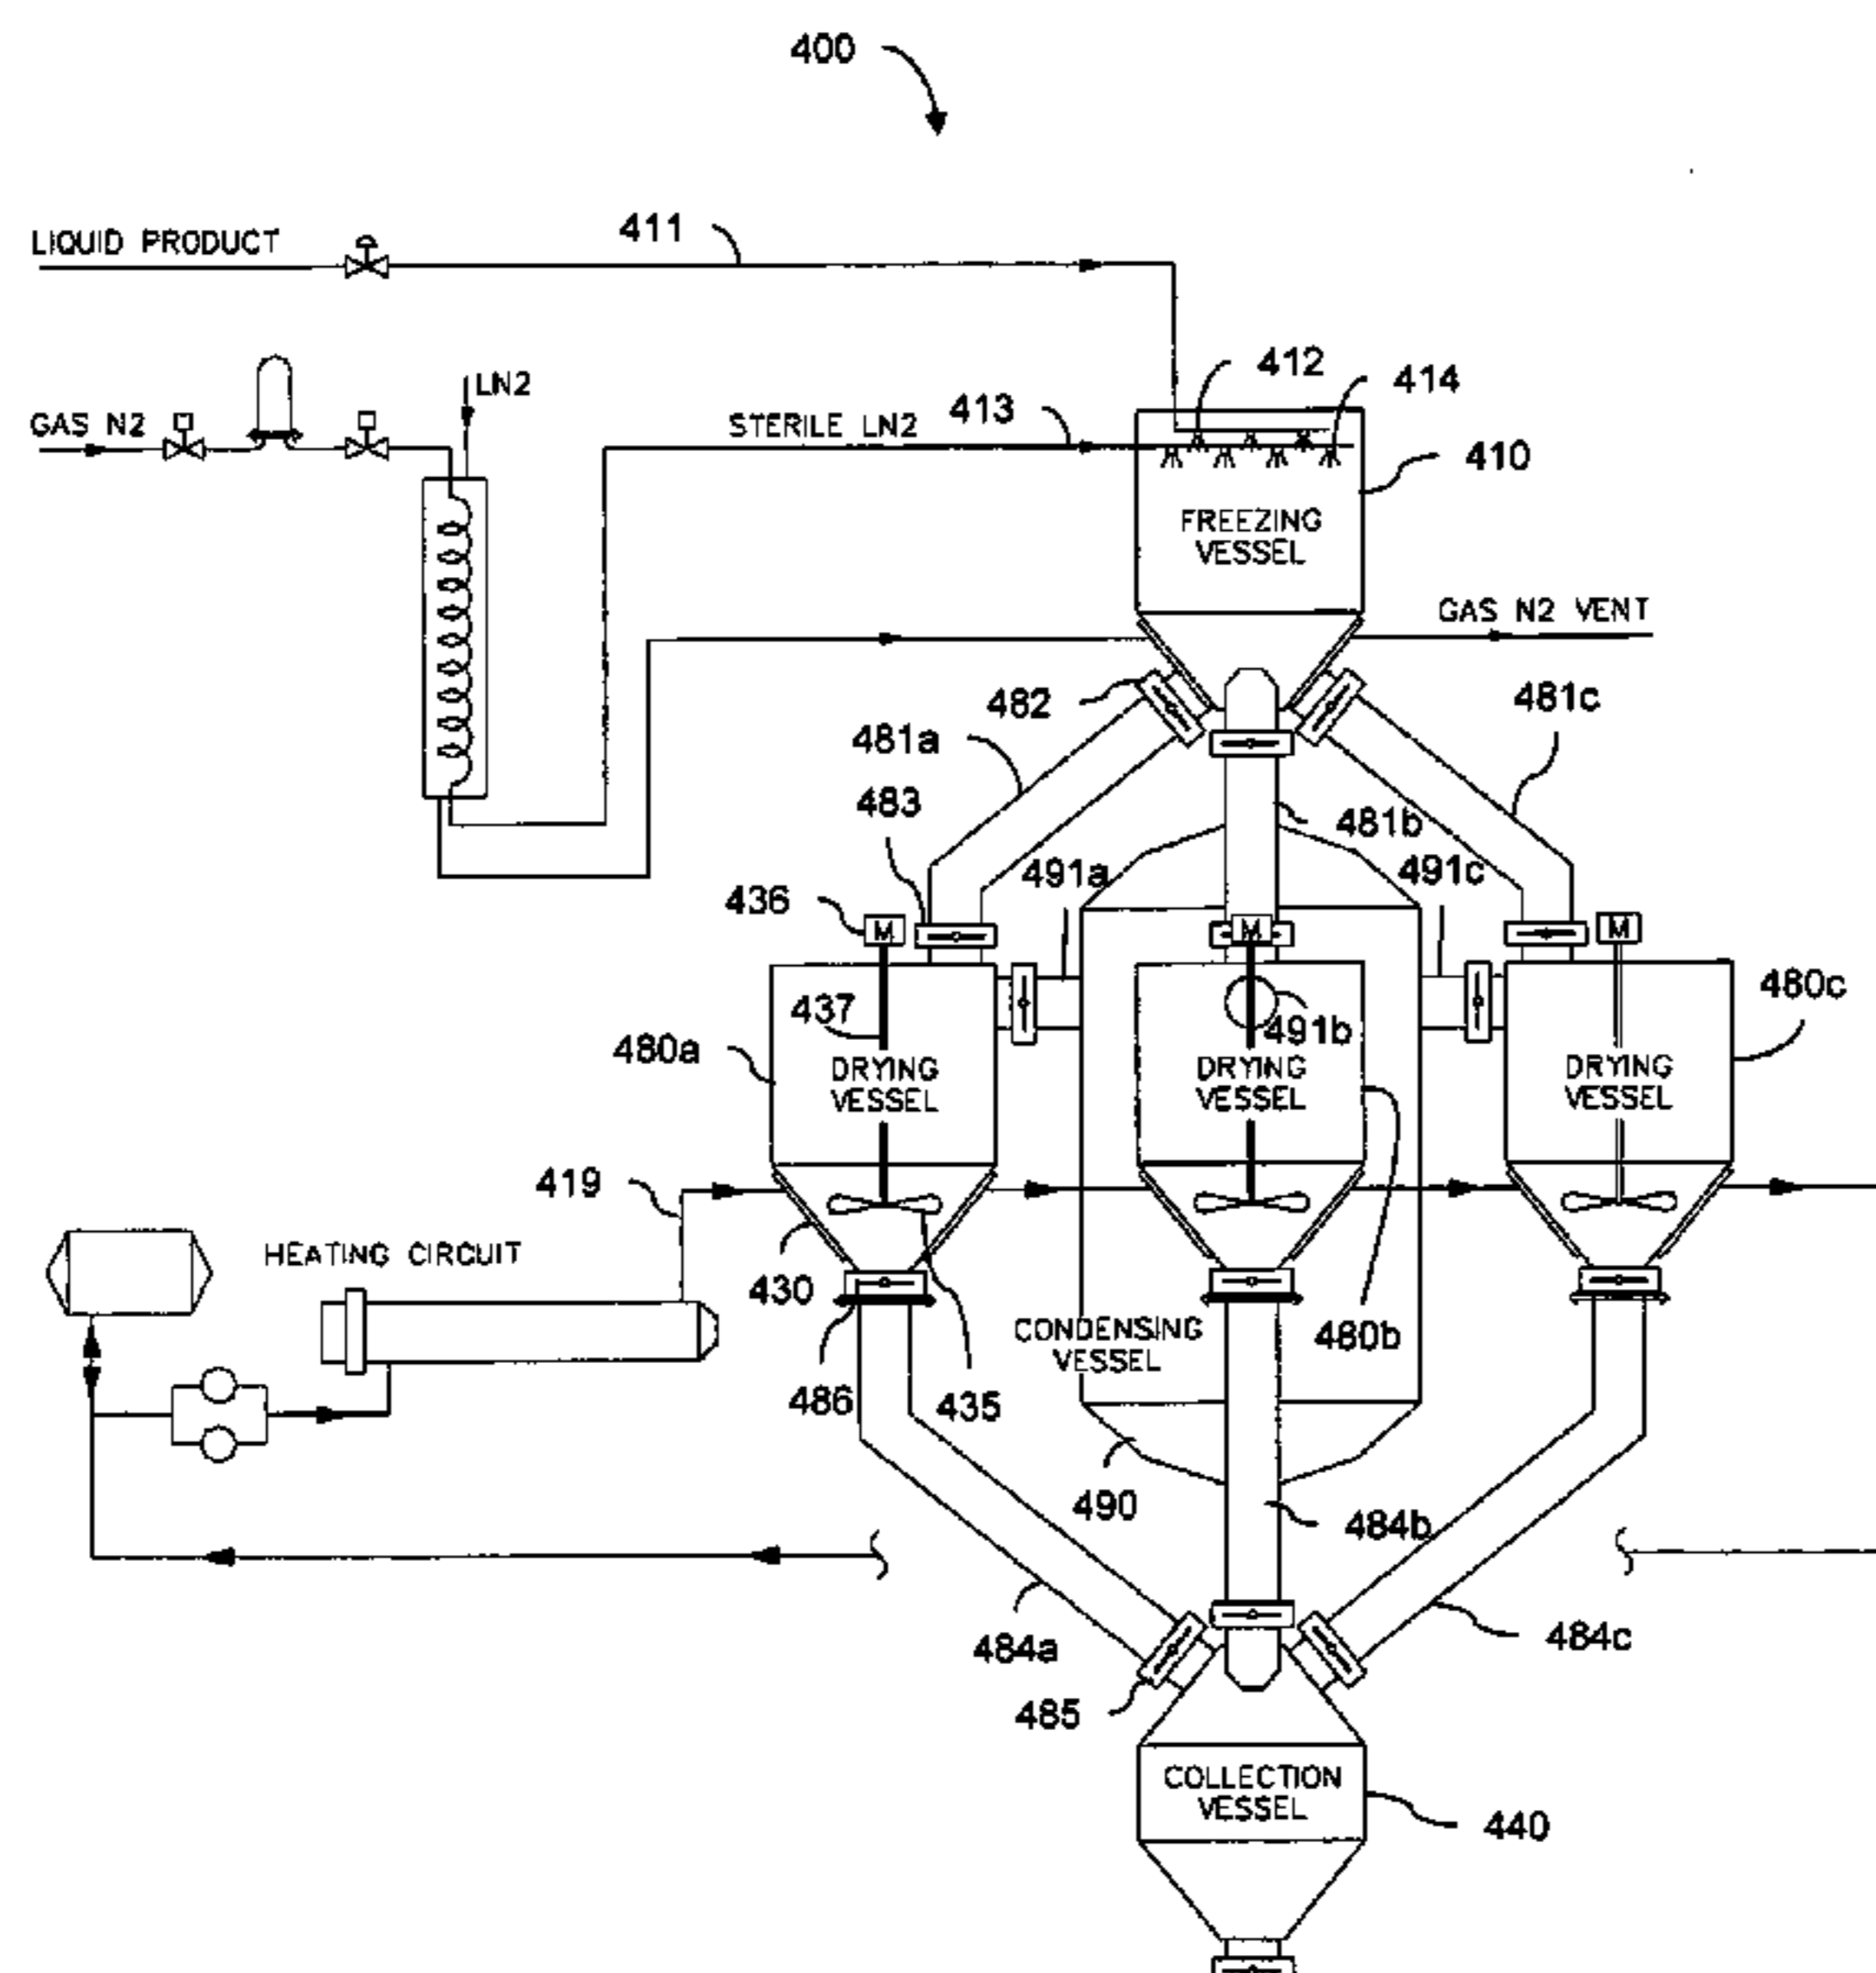 400
LIQUID PRODUCT
411
412
414
LN2
GAS N2
STERILE LN2
413
410
FREEZING
VESSEL
GAS N2 VENT
482
481c
481a
483
481b
491a
491c
436
M
M
M
480c
437
491b
480a
DRYING
VESSEL
DRYING
VESSEL
DRYING
VESSEL
419
HEATING CIRCUIT
430
CONDENSING
VESSEL
480b
486
435
490
484b
484a
484c
485
COLLECTION
VESSEL
440